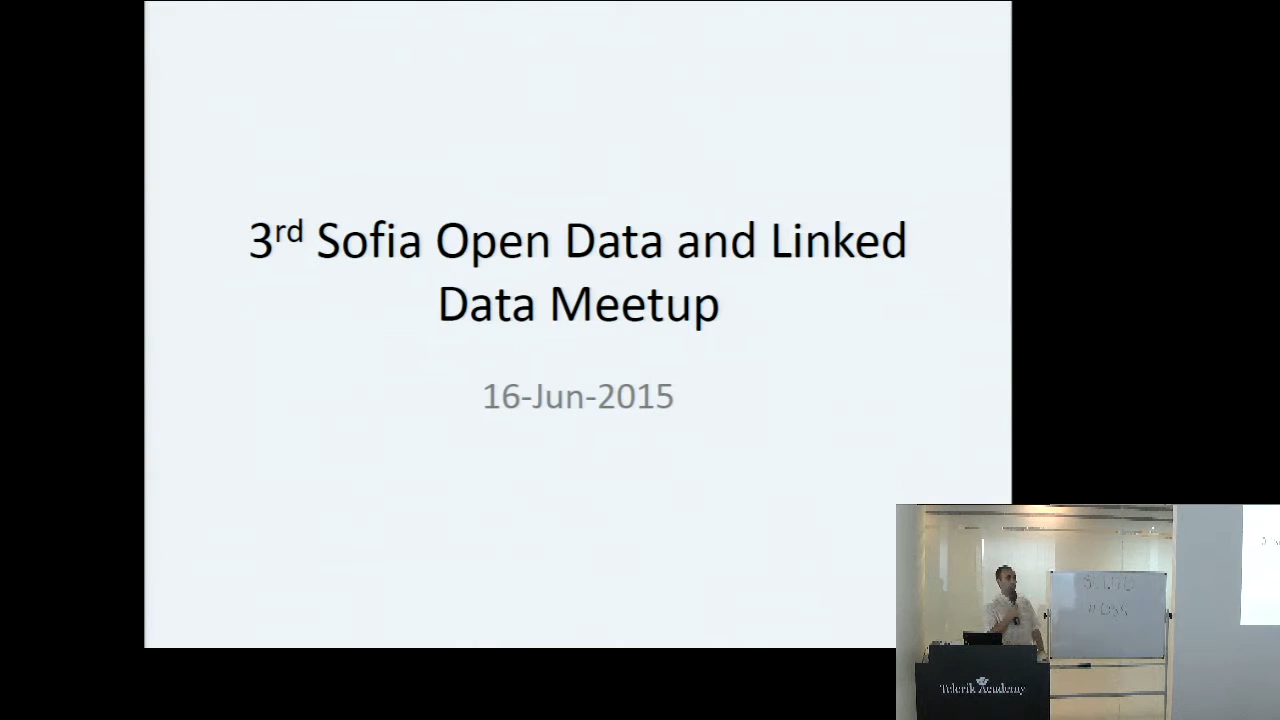 3rd Sofia Open Data and Linked
Data Meetup
16-Jun-2015
Telerik Academy